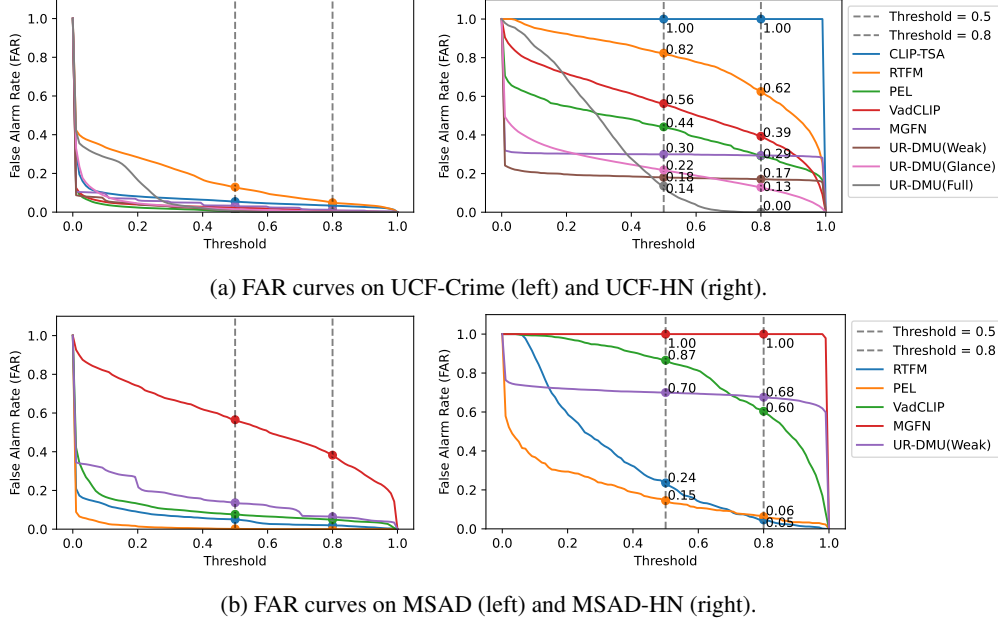 1.0
0.8
0.6
0.4
0.2
0.0
False Alarm Rate (FAR)
0.0 0.2 0.4 0.6 0.8 1.0
Threshold
1.0
0.8
0.6
0.4
0.2
0.0
False Alarm Rate (FAR)
1.00 1.00
0.82
0.62
0.56
0.44
0.39
0.30
0.29
0.22
0.18
0.17
0.14
0.13
0.00
0.0 0.2 0.4 0.6 0.8 1.0
Threshold
Threshold = 0.5
Threshold = 0.8
CLIP-TSA
RTFM
PEL
VadCLIP
MGFN
UR-DMU(Weak)
UR-DMU(Glance)
UR-DMU(Full)
(a) FAR curves on UCF-Crime (left) and UCF-HN (right).
1.0
0.8
0.6
0.4
0.2
0.0
False Alarm Rate (FAR)
0.0 0.2 0.4 0.6 0.8 1.0
Threshold
1.0
0.8
0.6
0.4
0.2
0.0
False Alarm Rate (FAR)
1.00 1.00
0.87
0.70
0.68
0.60
0.24
0.15
0.06
0.05
0.0 0.2 0.4 0.6 0.8 1.0
Threshold
Threshold = 0.5
Threshold = 0.8
RTFM
PEL
VadCLIP
MGFN
UR-DMU(Weak)
(b) FAR curves on MSAD (left) and MSAD-HN (right).